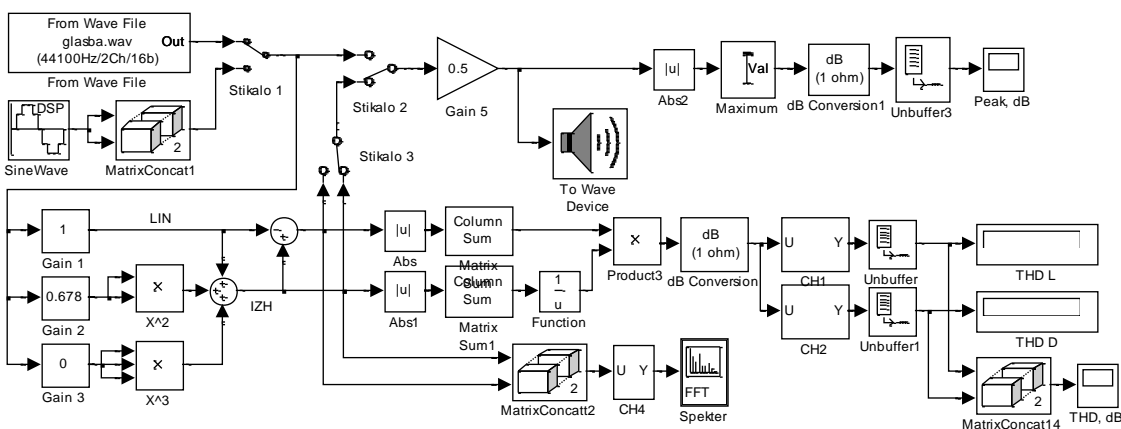 From Wave File
glasba.wav
(44100Hz/2Ch/16b)
Out
From Wave File
Stikalo 1
DSP
SineWave
2
MatrixConcat1
Stikalo 2
Stikalo 3
0.5
Gain 5
|u|
Abs2
Val
Maximum
dB
(1 ohm)
dB Conversion1
Unbuffer3
Peak, dB
To Wave
Device
LIN
IZH
1
Gain 1
0.678
Gain 2
x
X^2
0
Gain 3
x
X^3
|u|
Abs
Column
Sum
Matrix
Sum
|u|
Abs1
Column
Sum
Matrix
Sum1
1
u
Function
x
Product3
dB
(1 ohm)
dB Conversion
U Y
CH1
Unbuffer
THD L
U Y
CH2
Unbuffer1
THD D
2
MatrixConcatt2
U Y
CH4
FFT
Spekter
2
MatrixConcat14
THD, dB